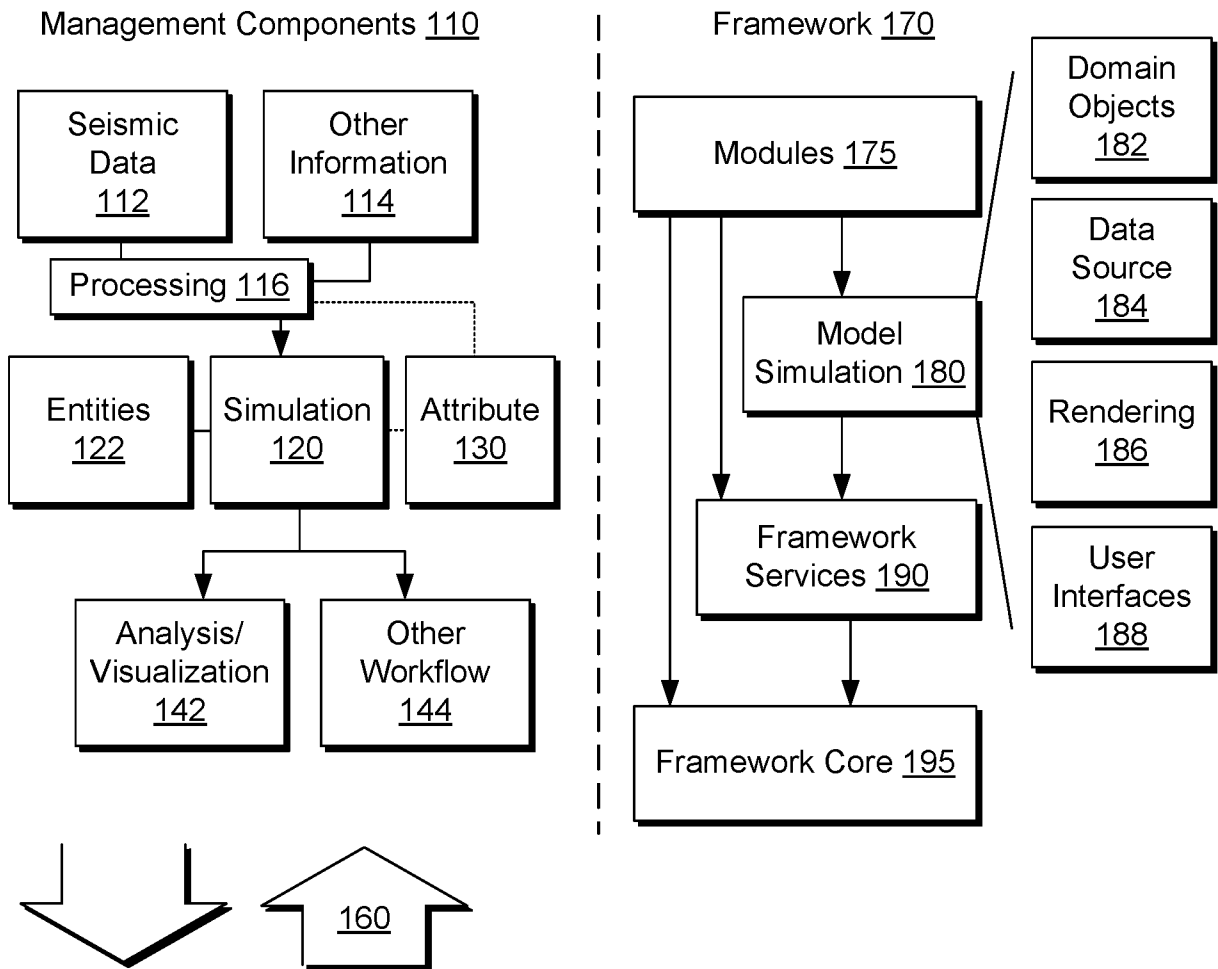 Management Components 110
Seismic
Data
112
Other
Information
114
Processing 116
Entities
122
Simulation
120
Attribute
130
Analysis/
Visualization
142
Other
Workflow
144
160
Framework 170
Modules 175
Model
Simulation 180
Framework
Services 190
Framework Core 195
Domain
Objects
182
Data
Source
184
Rendering
186
User
Interfaces
188